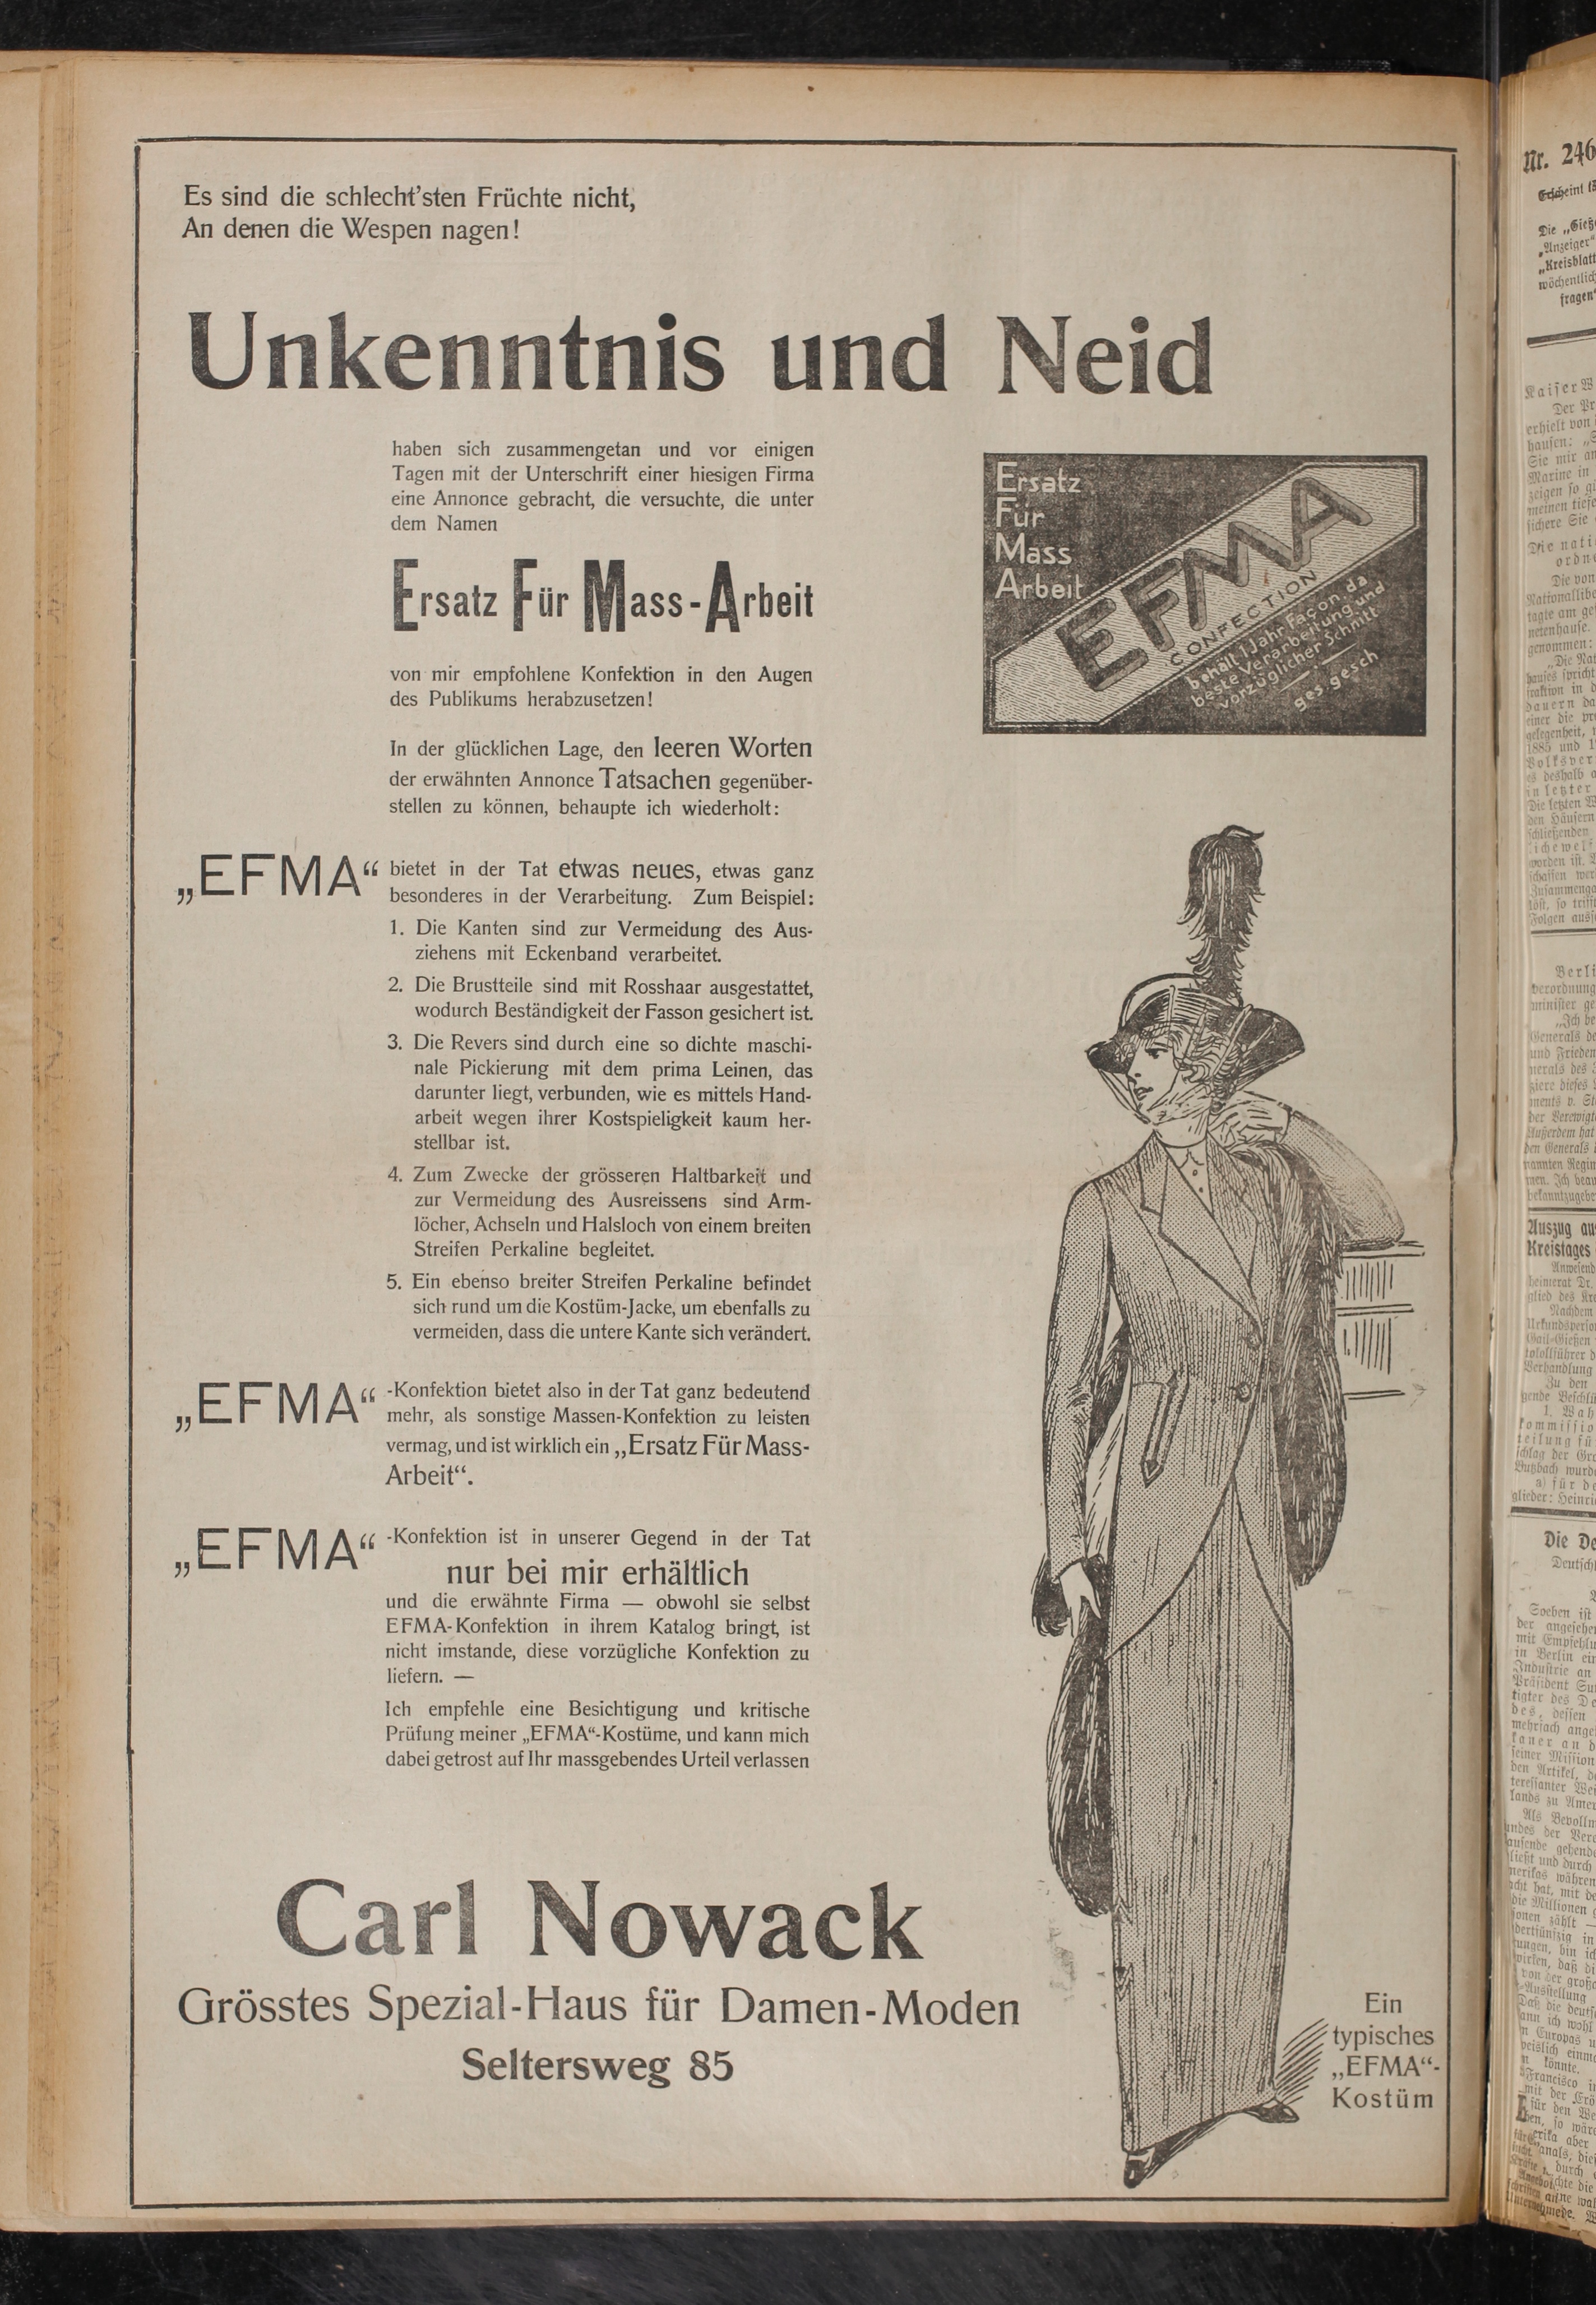 Es sind die schlecht'sten Früchte nicht,
An denen die Wespen nagen!
Unkenntnis und Neid
haben sich zusammengetan und vor einigen
Tagen mit der Unterschrift einer hiesigen Firma
eine Annonce gebracht, die versuchte, die unter
dem Namen
Ersatz Für Mass-Arbeit
von mir empfohlene Konfektion in den Augen
des Publikums herabzusetzen!
In der glücklichen Lage, den leeren Worten
der erwähnten Annonce Tatsachen gegenüber-
stellen zu können, behaupte ich wiederholt:
„EFMA“ bietet in der Tat etwas neues, etwas ganz
besonderes in der Verarbeitung. Zum Beispiel:
1. Die Kanten sind zur Vermeidung des Aus-
ziehens mit Eckenband verarbeitet.
2. Die Brustteile sind mit Rosshaar ausgestattet,
wodurch Beständigkeit der Fasson gesichert ist.
3. Die Revers sind durch eine so dichte maschi-
nale Pickierung mit dem prima Leinen, das
darunter liegt, verbunden, wie es mittels Hand-
arbeit wegen ihrer Kostspieligkeit kaum her-
stellbar ist.
4. Zum Zwecke der grösseren Haltbarkeit und
zur Vermeidung des Ausreissens sind Arm-
löcher, Achseln und Halsloch von einem breiten
Streifen Perkaline begleitet.
5. Ein ebenso breiter Streifen Perkaline befindet
sich rund um die Kostüm-Jacke, um ebenfalls zu
vermeiden, dass die untere Kante sich verändert.
„EFMA“ -Konfektion bietet also in der Tat ganz bedeutend
mehr, als sonstige Massen-Konfektion zu leisten
vermag, und ist wirklich ein „Ersatz Für Mass-
Arbeit“.
„EFMA“ -Konfektion ist in unserer Gegend in der Tat
nur bei mir erhältlich
und die erwähnte Firma — obwohl sie selbst
EFMA-Konfektion in ihrem Katalog bringt, ist
nicht imstande, diese vorzügliche Konfektion zu
liefern. —
Ich empfehle eine Besichtigung und kritische
Prüfung meiner „EFMA“-Kostüme, und kann mich
dabei getrost auf Ihr massgebendes Urteil verlassen
Ersatz
Für
Mass
Arbeit
EFMA
CONFECTION
behält 1 Jahr Façon da
beste Verarbeitung und
vorzüglicher Schnitt
ges gesch
Carl Nowack
Grösstes Spezial-Haus für Damen-Moden
Seltersweg 85
Ein
typisches
„EFMA“-
Kostüm
Nr. 246
Erscheint
Die
„Kreisblatt
wöchentlich
fragen“
Auszug
Kreistages